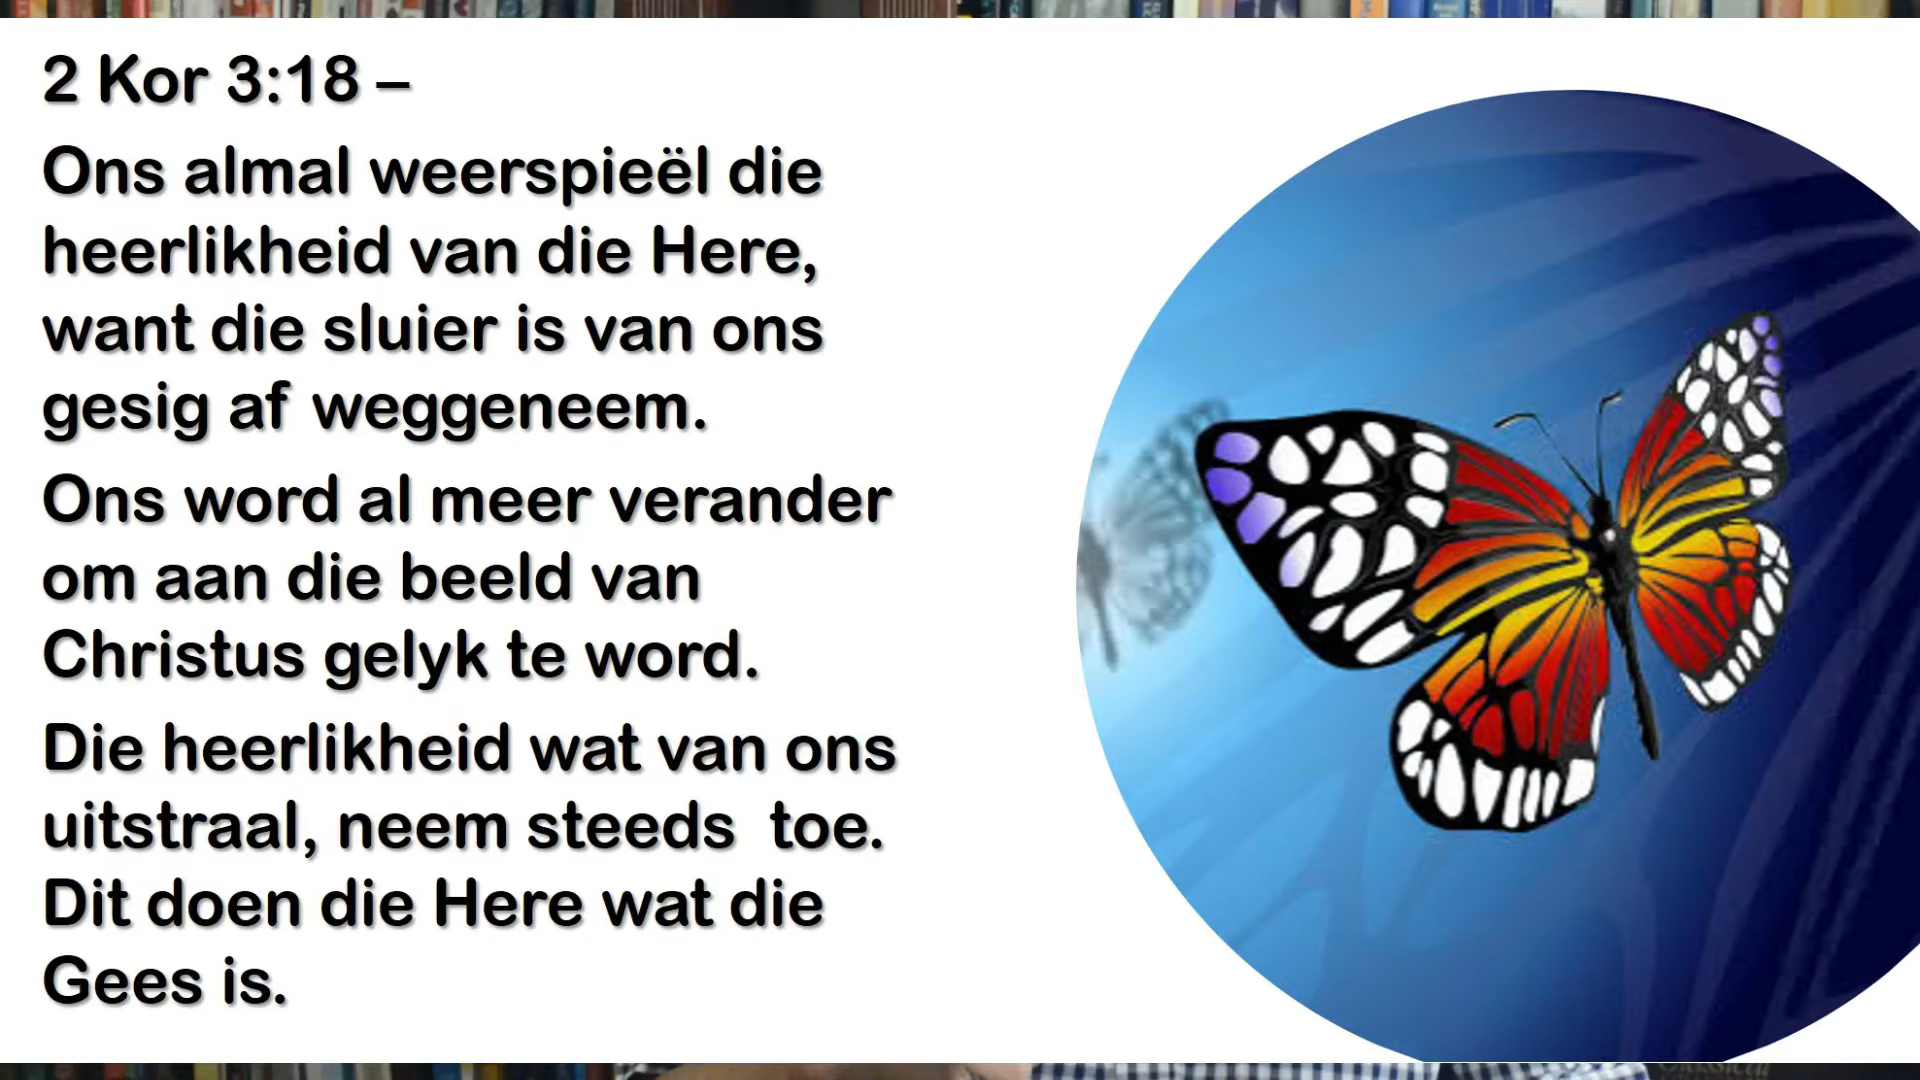 2 Kor 3:18 –
Ons almal weerspieël die
heerlikheid van die Here,
want die sluier is van ons
gesig af weggeneem.
Ons word al meer verander
om aan die beeld van
Christus gelyk te word.
Die heerlikheid wat van ons
uitstraal, neem steeds  toe.
Dit doen die Here wat die
Gees is.